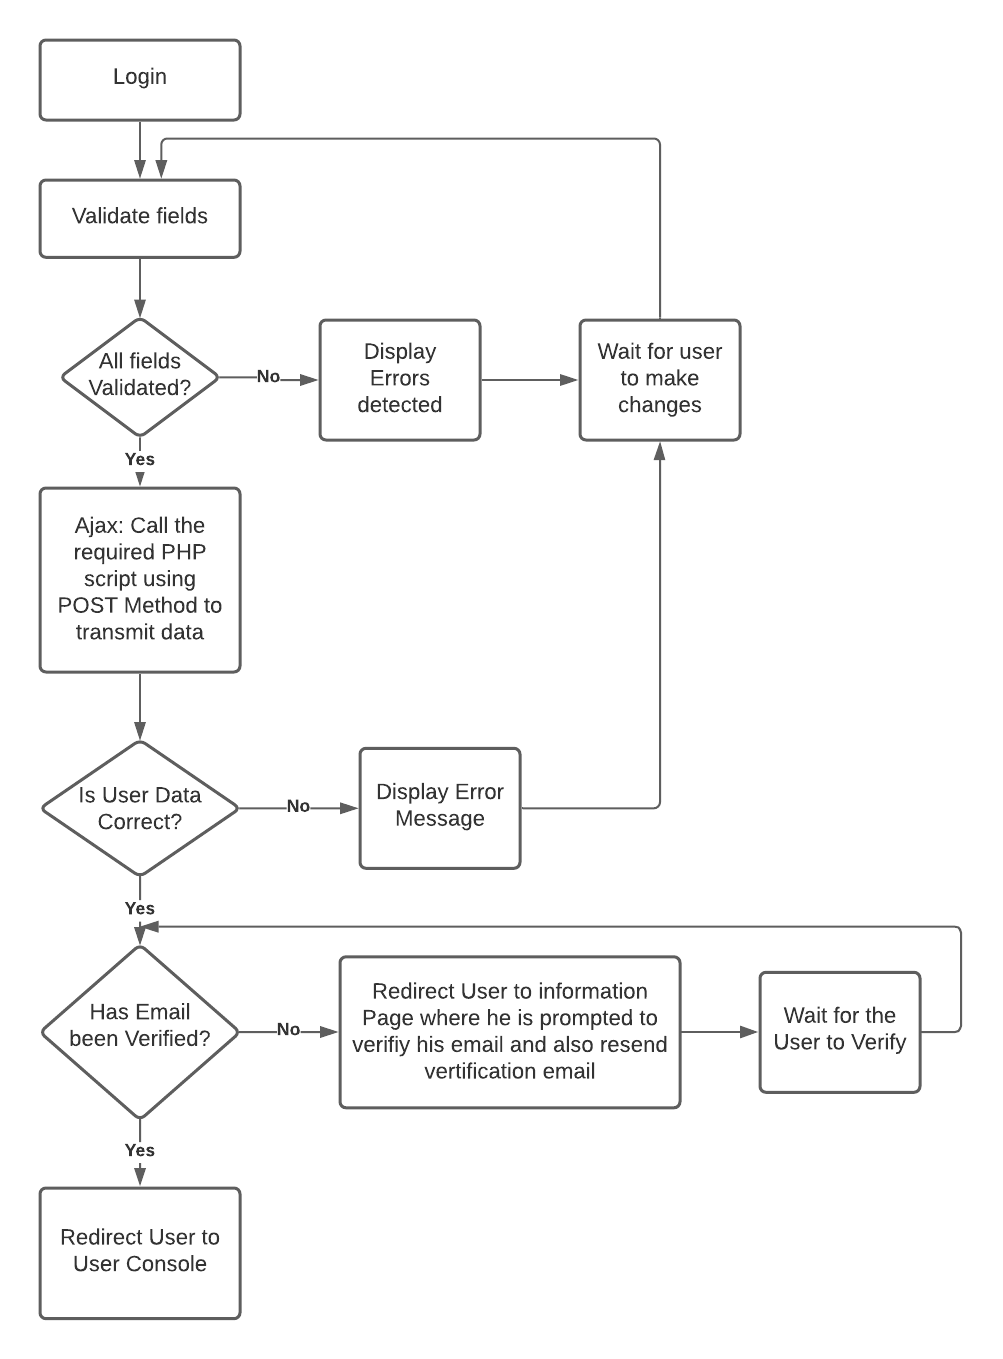 Login
Validate fields
All fields
Validated?
No
Display
Errors
detected
Wait for user
to make
changes
Yes
Ajax: Call the
required PHP
script using
POST Method to
transmit data
Is User Data
Correct?
No
Display Error
Message
Yes
Has Email
been Verified?
No
Redirect User to information
Page where he is prompted to
verifiy his email and also resend
vertification email
Wait for the
User to Verify
Yes
Redirect User to
User Console